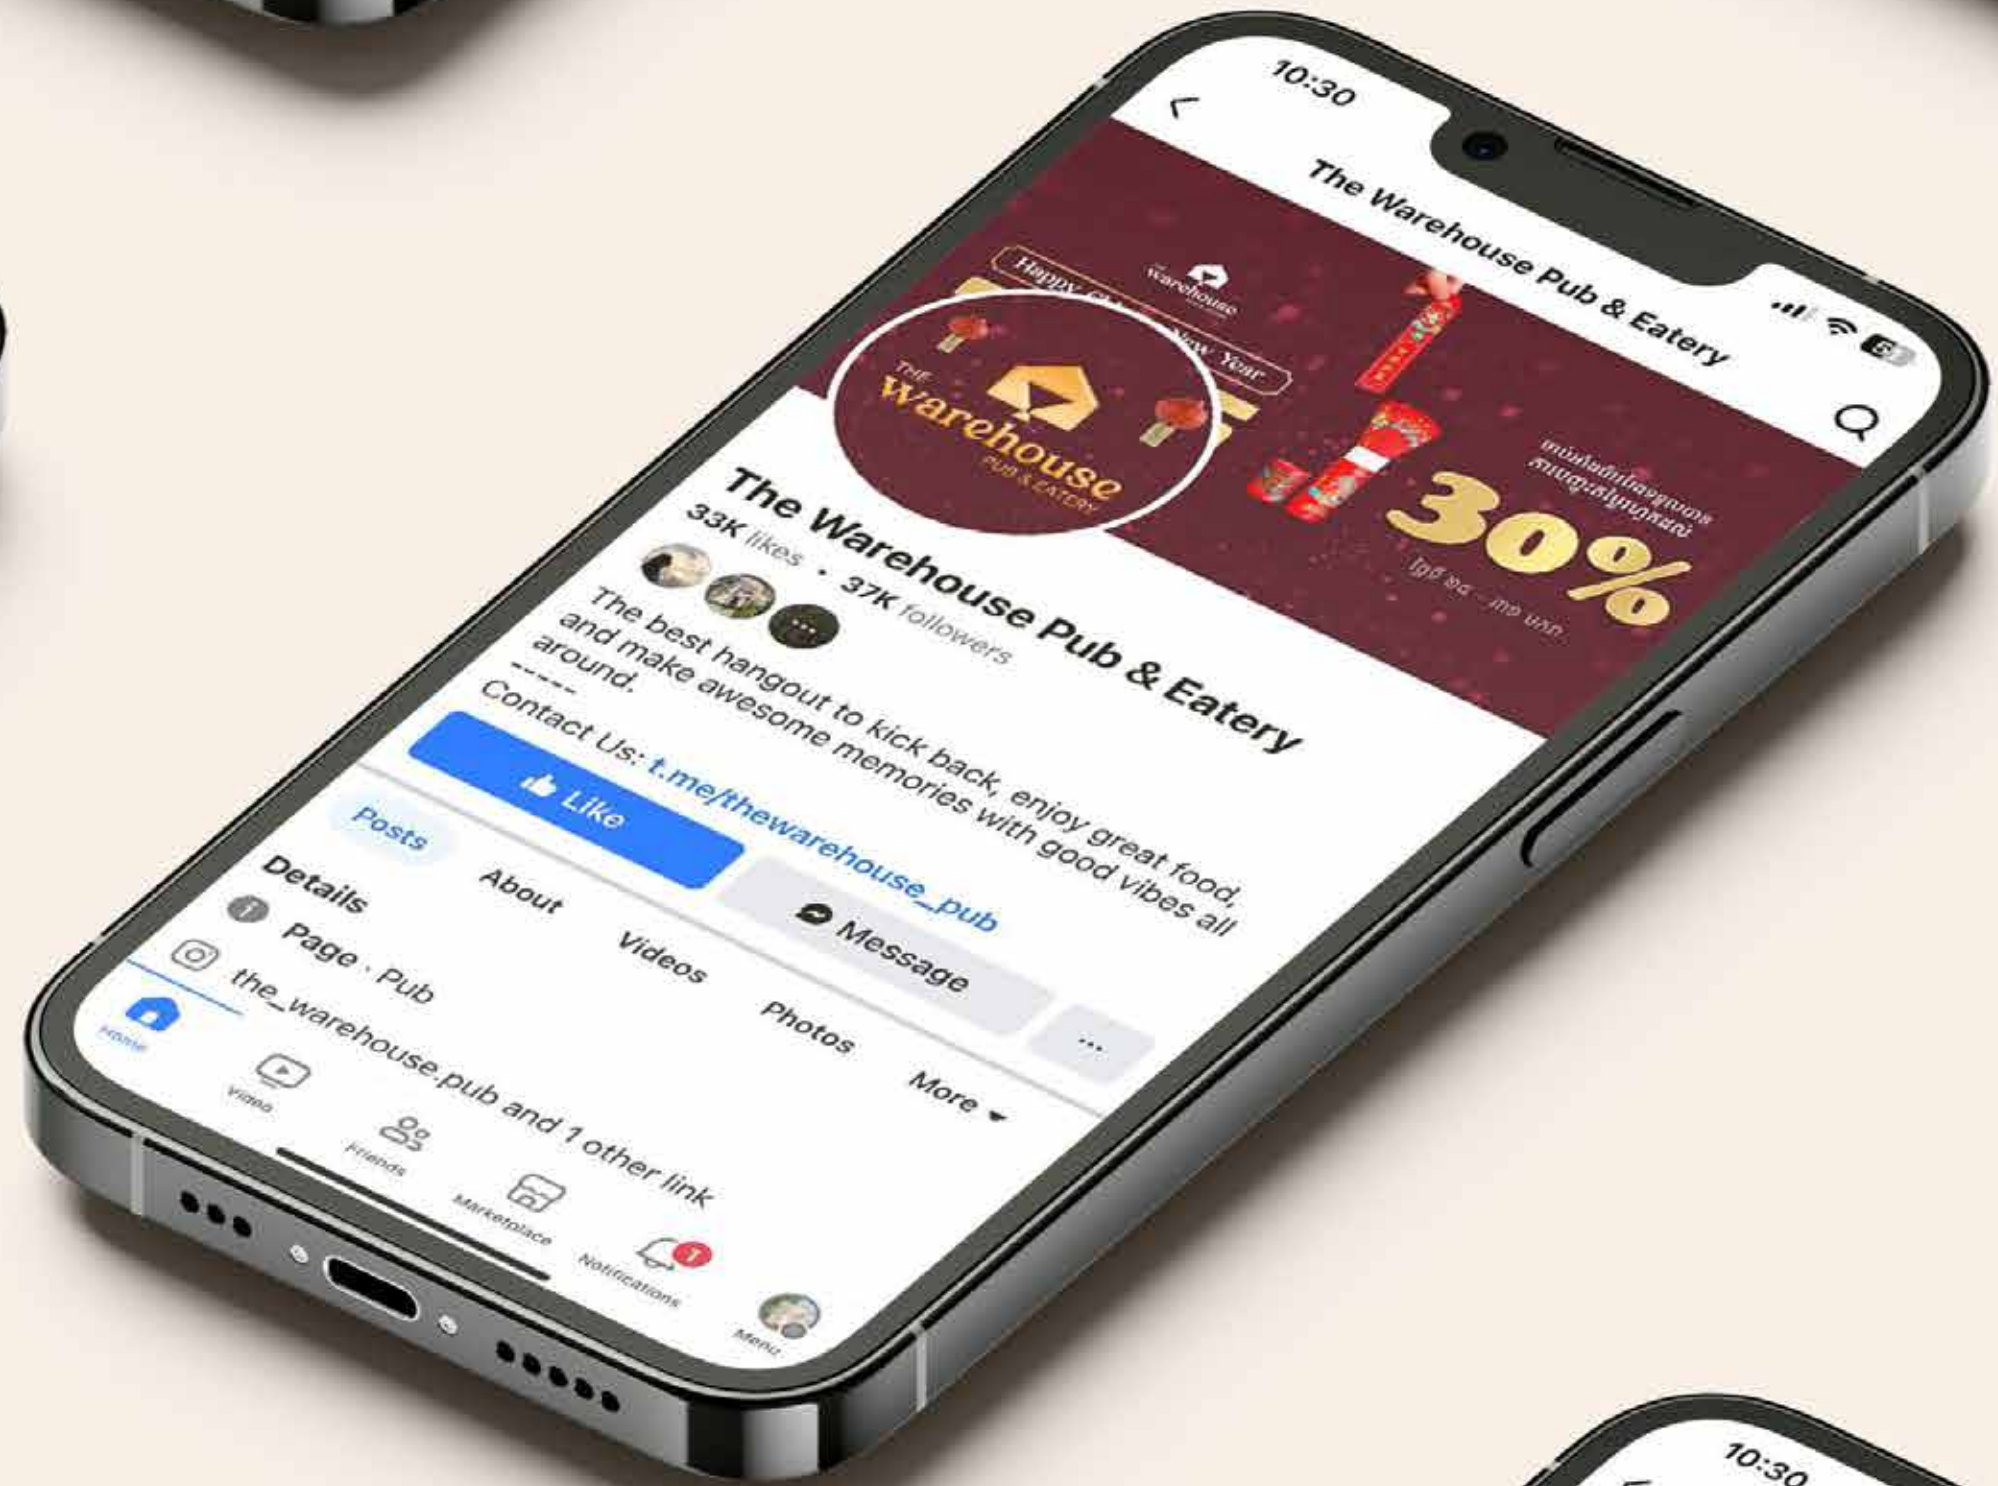 10:30
The Warehouse Pub & Eatery
Happy
New Year
warehouse
30%
THE
warehouse
PUB & EATERY
The Warehouse Pub & Eatery
33K likes · 37K followers
The best hangout to kick back, enjoy great food,
and make awesome memories with good vibes all
around.
-----
Contact Us: t.me/thewarehouse_pub
Like
Message
...
Posts
About
Videos
Photos
More
Details
Page · Pub
the_warehouse.pub and 1 other link
Home
Video
Friends
Marketplace
1
Notifications
Menu
10:30